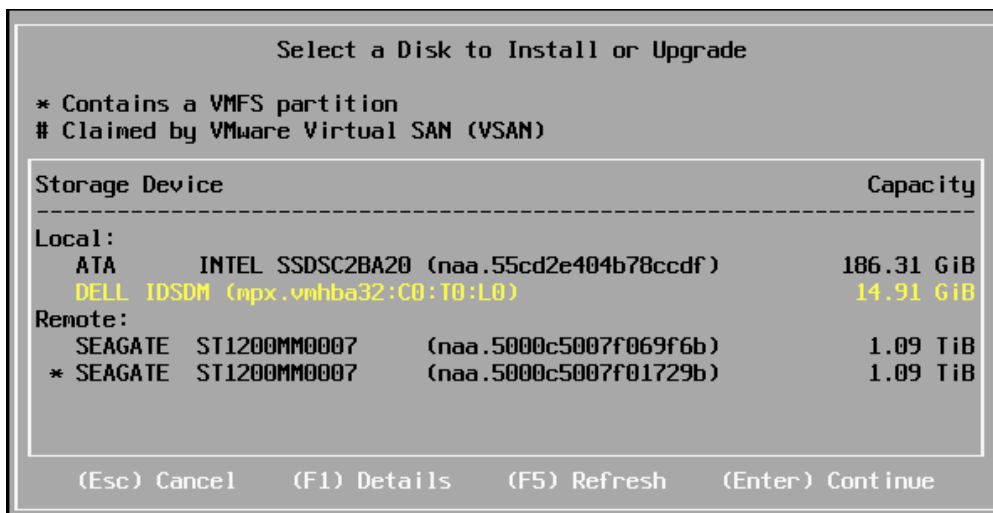 Select a Disk to Install or Upgrade
* Contains a VMFS partition
# Claimed by VMware Virtual SAN (VSAN)
Storage Device Capacity
Local:
ATA INTEL SSDSC2BA20 (naa.55cd2e404b78ccdf) 186.31 GiB
DELL IDSDM (mpx.vmhba32:C0:T0:L0) 14.91 GiB
Remote:
SEAGATE ST1200MM0007 (naa.5000c5007f069f6b) 1.09 TiB
* SEAGATE ST1200MM0007 (naa.5000c5007f01729b) 1.09 TiB
(Esc) Cancel (F1) Details (F5) Refresh (Enter) Continue